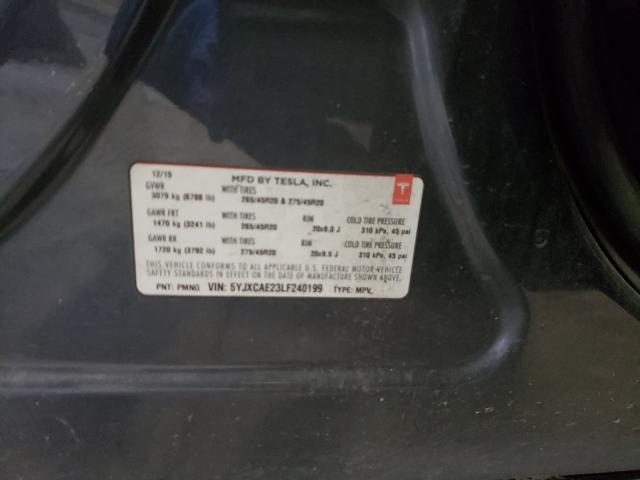 12/19 MFD BY TESLA, INC.
GVWR WITH TIRES
3079 kg (6788 lb) 265/45R20 & 275/45R20
GAWR FRT WITH TIRES RIM COLD TIRE PRESSURE
1470 kg (3241 lb) 265/45R20 20x9.0 J 310 kPa, 45 psi
GAWR RR WITH TIRES RIM COLD TIRE PRESSURE
1720 kg (3792 lb) 275/45R20 20x9.5 J 310 kPa, 45 psi
THIS VEHICLE CONFORMS TO ALL APPLICABLE U.S. FEDERAL MOTOR VEHICLE
SAFETY STANDARDS IN EFFECT ON THE DATE OF MANUFACTURE SHOWN ABOVE.
PNT: PMNG VIN: 5YJXCAE23LF240199 TYPE: MPV